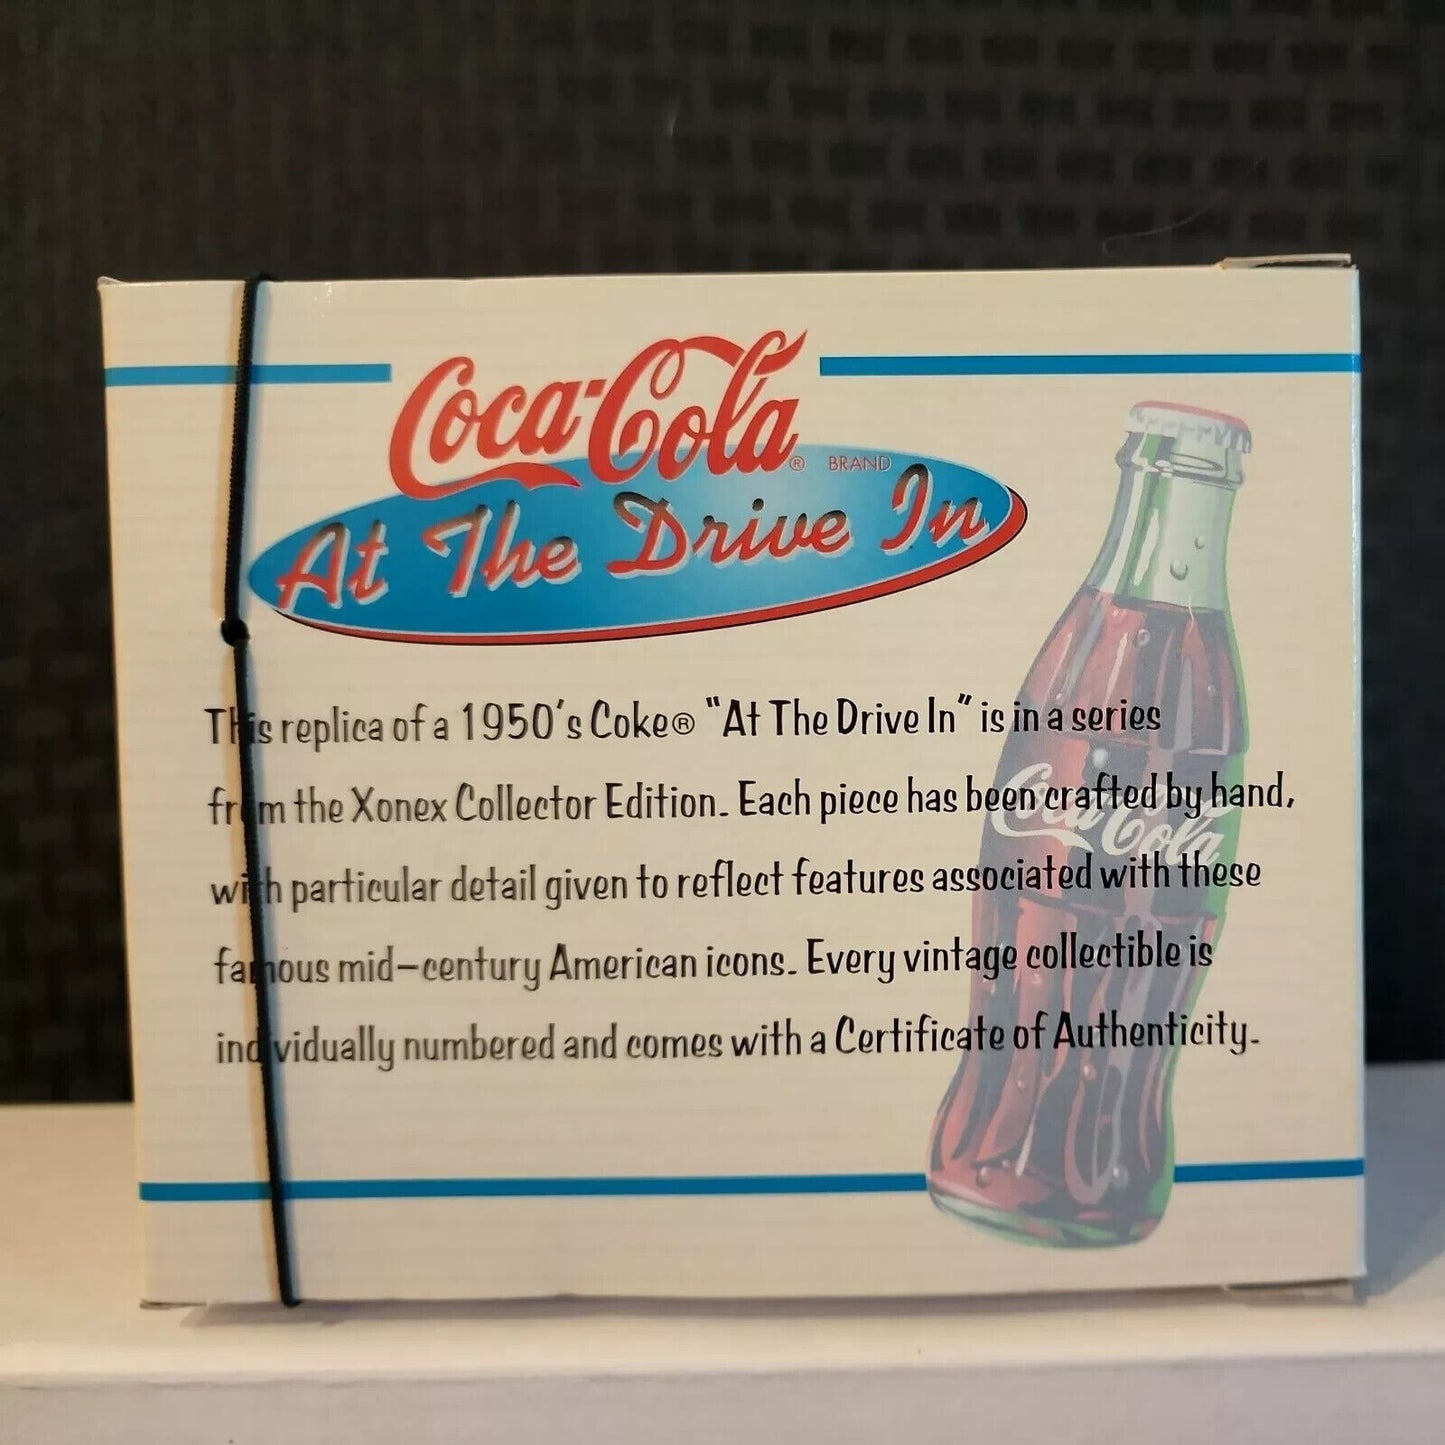 Coca-Cola® BRAND
At The Drive In
This replica of a 1950's Coke® "At The Drive In" is in a series
from the Xonex Collector Edition. Each piece has been crafted by hand,
with particular detail given to reflect features associated with these
famous mid-century American icons. Every vintage collectible is
individually numbered and comes with a Certificate of Authenticity.
Coca-Cola